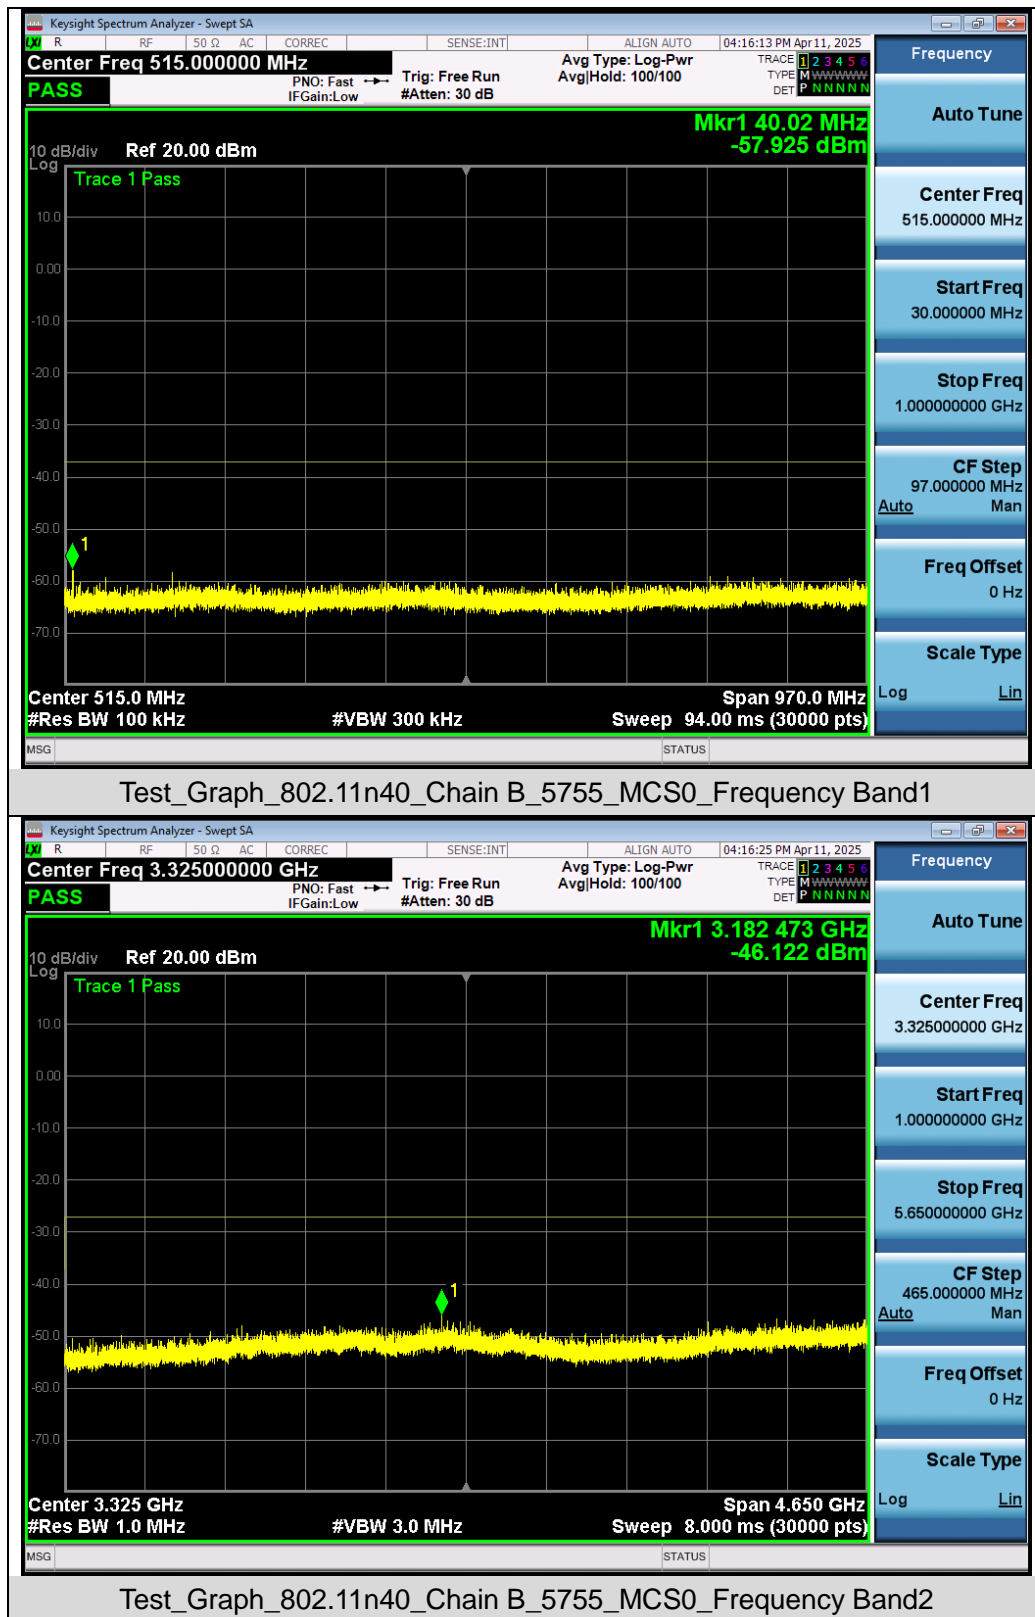 Keysight Spectrum Analyzer - Swept SA
LXI R RF 50 Ω AC CORREC SENSE:INT ALIGN AUTO 04:16:13 PM Apr 11, 2025
Center Freq 515.000000 MHz
PASS
PNO: Fast
IFGain:Low
Trig: Free Run
#Atten: 30 dB
Avg Type: Log-Pwr
Avg|Hold: 100/100
TRACE 1 2 3 4 5 6
TYPE M WWWWW
DET P N N N N N
Mkr1 40.02 MHz
-57.925 dBm
10 dB/div Ref 20.00 dBm
Log
Trace 1 Pass
10.0
0.00
-10.0
-20.0
-30.0
-40.0
-50.0
-60.0
-70.0
1
Center 515.0 MHz Span 970.0 MHz
#Res BW 100 kHz #VBW 300 kHz Sweep 94.00 ms (30000 pts)
MSG STATUS
Frequency
Auto Tune
Center Freq
515.000000 MHz
Start Freq
30.000000 MHz
Stop Freq
1.000000000 GHz
CF Step
97.000000 MHz
Auto Man
Freq Offset
0 Hz
Scale Type
Log Lin
Test_Graph_802.11n40_Chain B_5755_MCS0_Frequency Band1
Keysight Spectrum Analyzer - Swept SA
LXI R RF 50 Ω AC CORREC SENSE:INT ALIGN AUTO 04:16:25 PM Apr 11, 2025
Center Freq 3.325000000 GHz
PASS
PNO: Fast
IFGain:Low
Trig: Free Run
#Atten: 30 dB
Avg Type: Log-Pwr
Avg|Hold: 100/100
TRACE 1 2 3 4 5 6
TYPE M WWWWW
DET P N N N N N
Mkr1 3.182 473 GHz
-46.122 dBm
10 dB/div Ref 20.00 dBm
Log
Trace 1 Pass
10.0
0.00
-10.0
-20.0
-30.0
-40.0
-50.0
-60.0
-70.0
1
Center 3.325 GHz Span 4.650 GHz
#Res BW 1.0 MHz #VBW 3.0 MHz Sweep 8.000 ms (30000 pts)
MSG STATUS
Frequency
Auto Tune
Center Freq
3.325000000 GHz
Start Freq
1.000000000 GHz
Stop Freq
5.650000000 GHz
CF Step
465.000000 MHz
Auto Man
Freq Offset
0 Hz
Scale Type
Log Lin
Test_Graph_802.11n40_Chain B_5755_MCS0_Frequency Band2